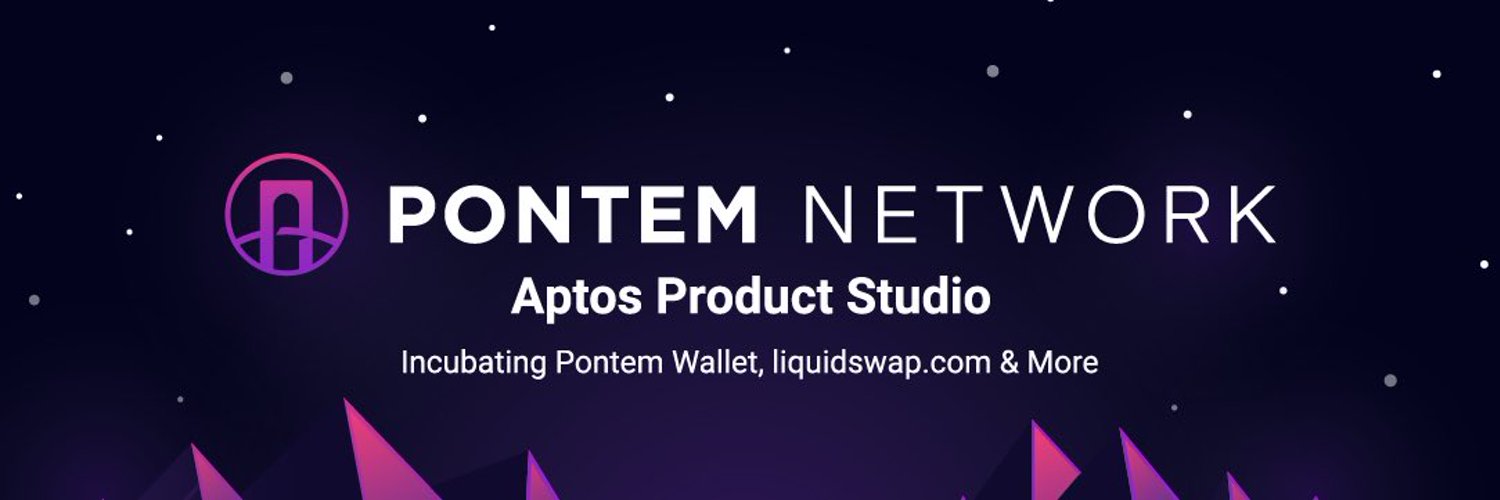 PONTEM NETWORK
Aptos Product Studio
Incubating Pontem Wallet, liquidswap.com & More